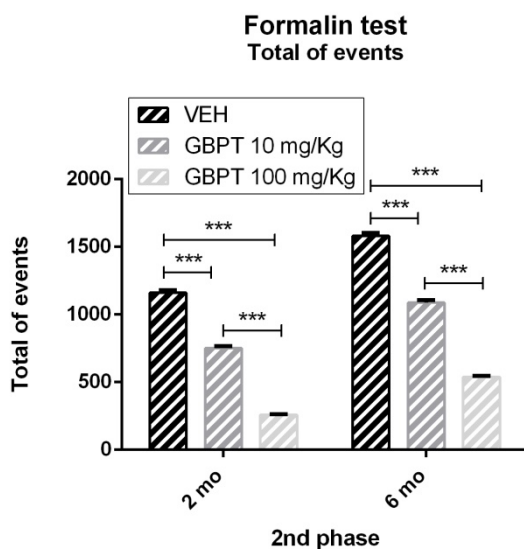 Formalin test
Total of events
VEH
GBPT 10 mg/Kg
GBPT 100 mg/Kg
Total of events
2000
1500
1000
500
0
***
***
***
***
***
***
2 mo
6 mo
2nd phase